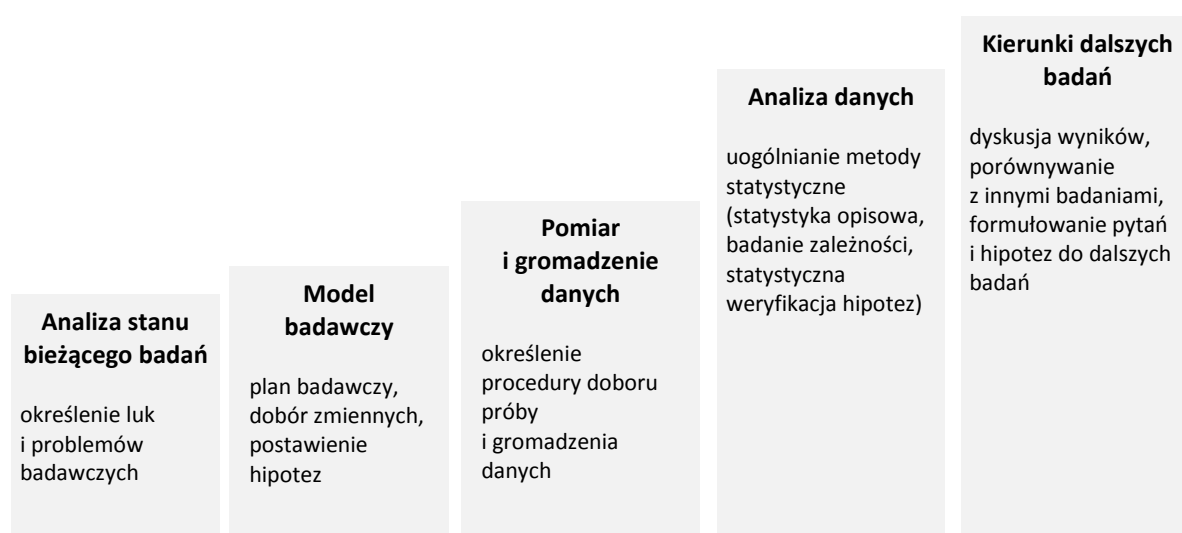 Analiza stanu
bieżącego badań
określenie luk
i problemów
badawczych
Model
badawczy
plan badawczy,
dobór zmiennych,
postawienie
hipotez
Pomiar
i gromadzenie
danych
określenie
procedury doboru
próby
i gromadzenia
danych
Analiza danych
uogólnianie metody
statystyczne
(statystyka opisowa,
badanie zależności,
statystyczna
weryfikacja hipotez)
Kierunki dalszych
badań
dyskusja wyników,
porównywanie
z innymi badaniami,
formułowanie pytań
i hipotez do dalszych
badań